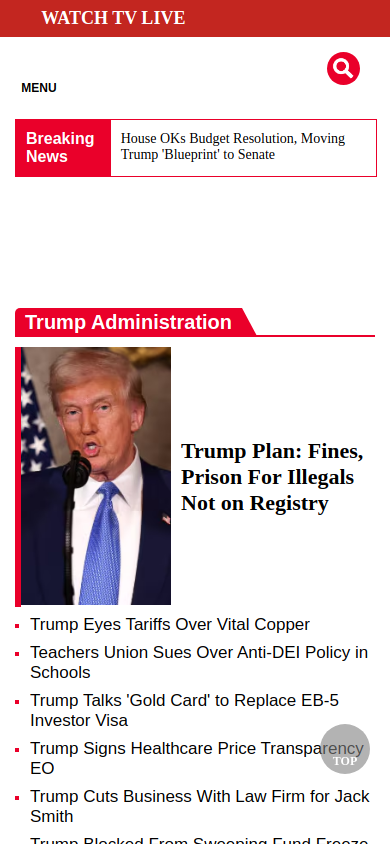 WATCH TV LIVE
MENU
Breaking
News
House OKs Budget Resolution, Moving
Trump 'Blueprint' to Senate
Trump Administration
Trump Plan: Fines,
Prison For Illegals
Not on Registry
Trump Eyes Tariffs Over Vital Copper
Teachers Union Sues Over Anti-DEI Policy in
Schools
Trump Talks 'Gold Card' to Replace EB-5
Investor Visa
Trump Signs Healthcare Price Transparency
EO
TOP
Trump Cuts Business With Law Firm for Jack
Smith
Trump Blocked From Sweeping Fund Freeze